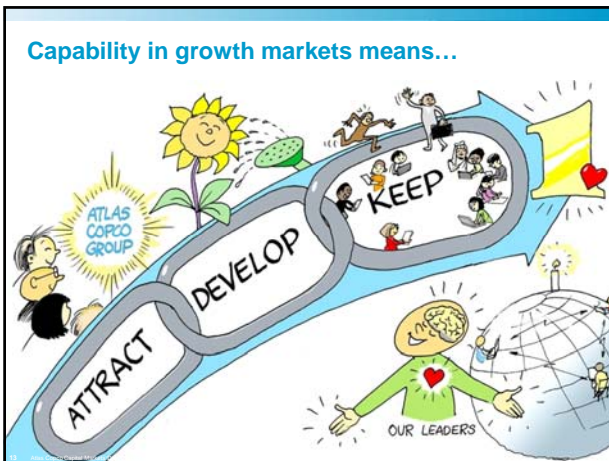 Capability in growth markets means…
ATLAS
COPCO
GROUP
ATTRACT
DEVELOP
KEEP
1
OUR LEADERS